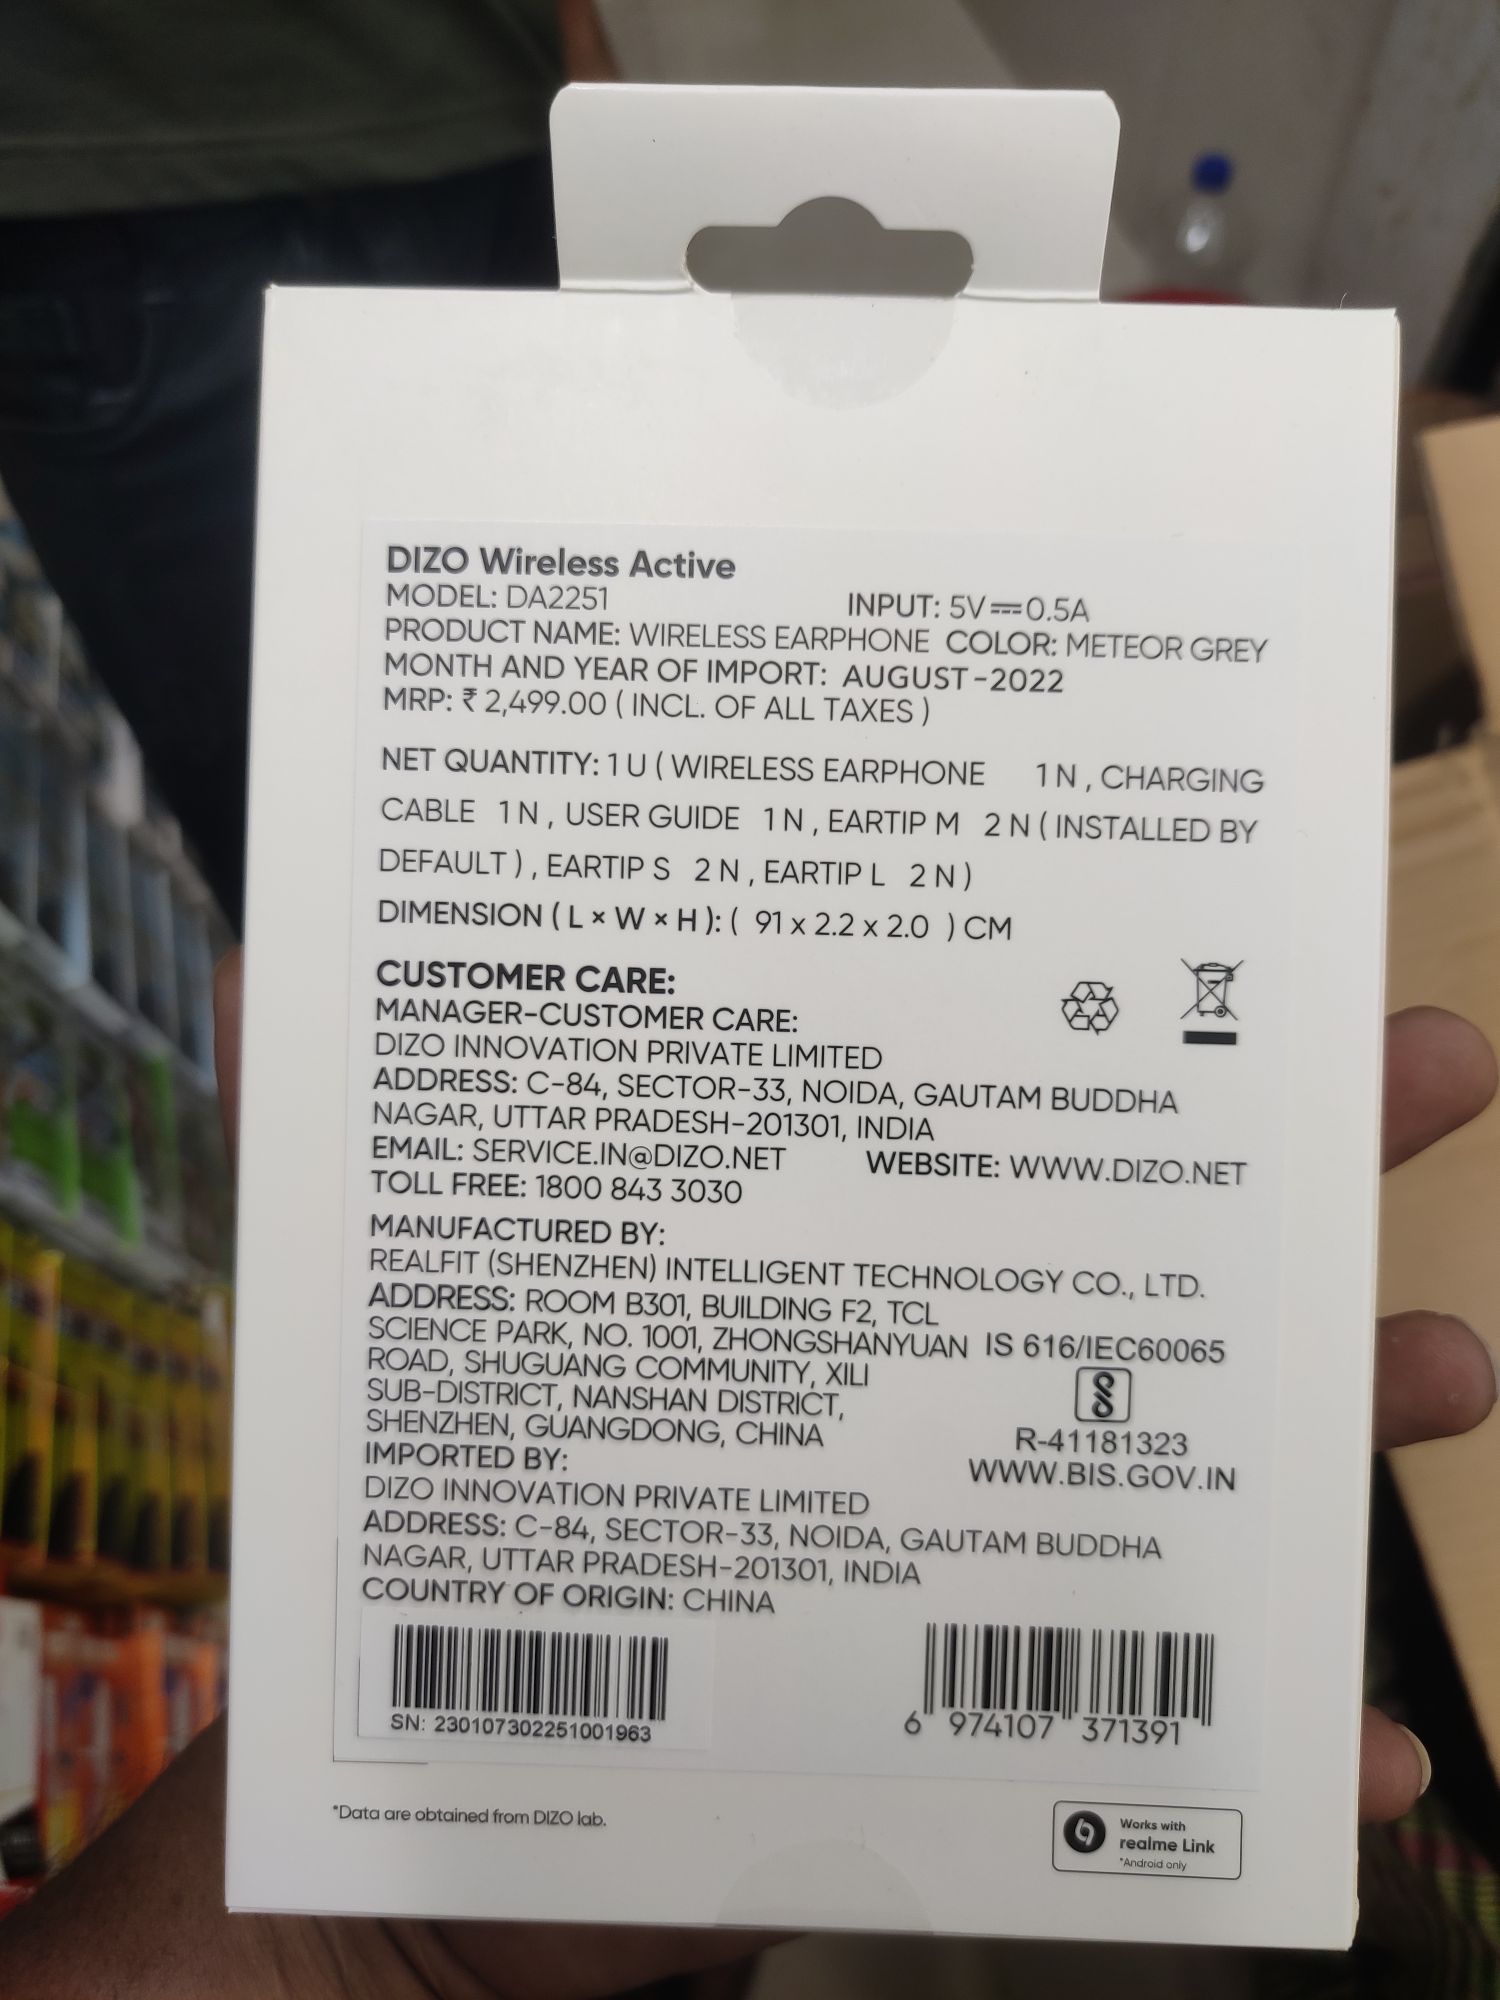 DIZO Wireless Active
MODEL: DA2251 INPUT: 5V⎓0.5A
PRODUCT NAME: WIRELESS EARPHONE COLOR: METEOR GREY
MONTH AND YEAR OF IMPORT: AUGUST-2022
MRP: ₹ 2,499.00 ( INCL. OF ALL TAXES )
NET QUANTITY: 1 U ( WIRELESS EARPHONE 1 N , CHARGING
CABLE 1 N , USER GUIDE 1 N , EARTIP M 2 N ( INSTALLED BY
DEFAULT ) , EARTIP S 2 N , EARTIP L 2 N )
DIMENSION ( L × W × H ): ( 91 x 2.2 x 2.0 ) CM
CUSTOMER CARE:
MANAGER-CUSTOMER CARE:
DIZO INNOVATION PRIVATE LIMITED
ADDRESS: C-84, SECTOR-33, NOIDA, GAUTAM BUDDHA
NAGAR, UTTAR PRADESH-201301, INDIA
EMAIL: SERVICE.IN@DIZO.NET WEBSITE: WWW.DIZO.NET
TOLL FREE: 1800 843 3030
MANUFACTURED BY:
REALFIT (SHENZHEN) INTELLIGENT TECHNOLOGY CO., LTD.
ADDRESS: ROOM B301, BUILDING F2, TCL
SCIENCE PARK, NO. 1001, ZHONGSHANYUAN
ROAD, SHUGUANG COMMUNITY, XILI
SUB-DISTRICT, NANSHAN DISTRICT,
SHENZHEN, GUANGDONG, CHINA
IS 616/IEC60065
R-41181323
WWW.BIS.GOV.IN
IMPORTED BY:
DIZO INNOVATION PRIVATE LIMITED
ADDRESS: C-84, SECTOR-33, NOIDA, GAUTAM BUDDHA
NAGAR, UTTAR PRADESH-201301, INDIA
COUNTRY OF ORIGIN: CHINA
SN: 230107302251001963
6 974107 371391
*Data are obtained from DIZO lab.
Works with
realme Link
*Android only